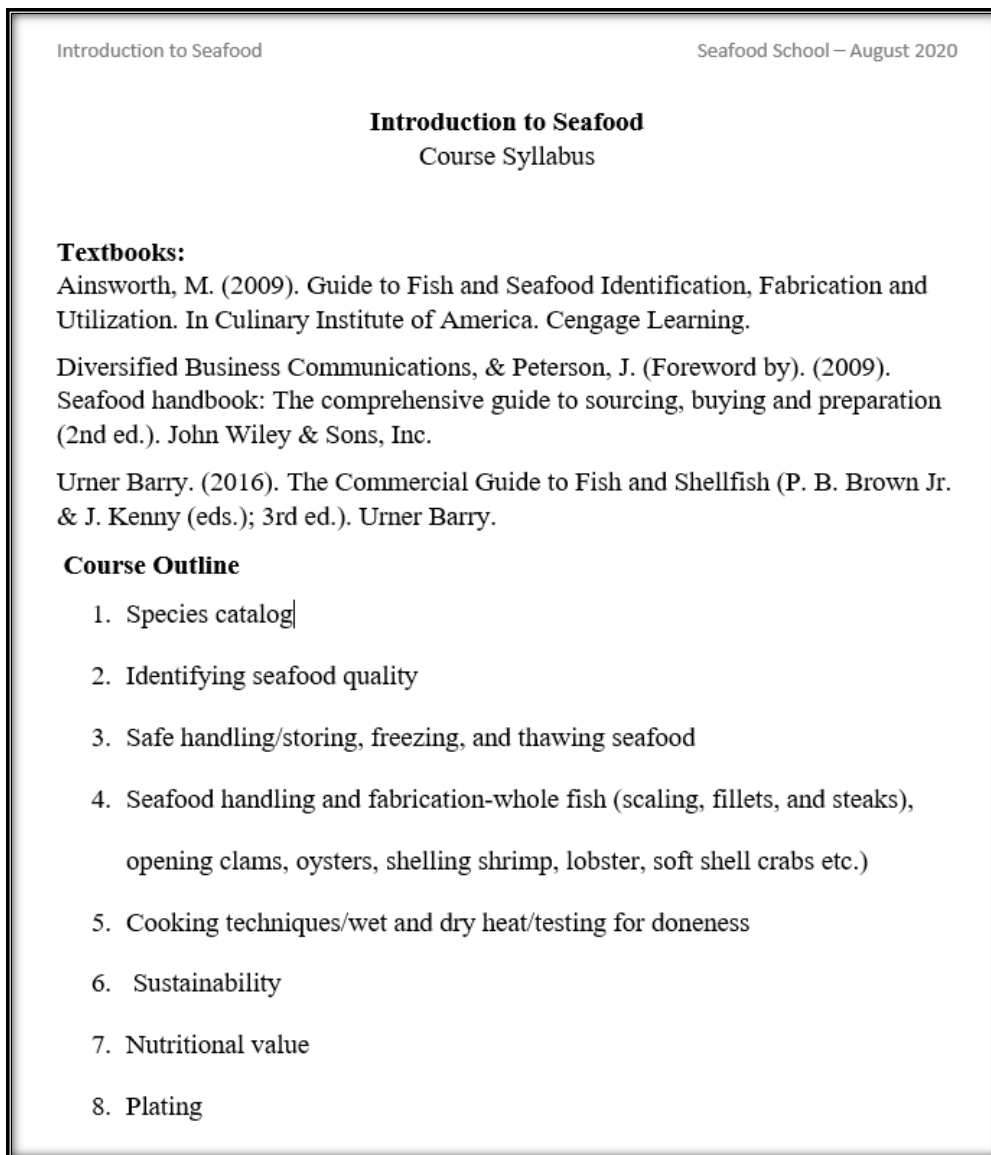 Introduction to Seafood Seafood School – August 2020
Introduction to Seafood
Course Syllabus
Textbooks:
Ainsworth, M. (2009). Guide to Fish and Seafood Identification, Fabrication and
Utilization. In Culinary Institute of America. Cengage Learning.
Diversified Business Communications, & Peterson, J. (Foreword by). (2009).
Seafood handbook: The comprehensive guide to sourcing, buying and preparation
(2nd ed.). John Wiley & Sons, Inc.
Urner Barry. (2016). The Commercial Guide to Fish and Shellfish (P. B. Brown Jr.
& J. Kenny (eds.); 3rd ed.). Urner Barry.
Course Outline
1. Species catalog
2. Identifying seafood quality
3. Safe handling/storing, freezing, and thawing seafood
4. Seafood handling and fabrication-whole fish (scaling, fillets, and steaks),
opening clams, oysters, shelling shrimp, lobster, soft shell crabs etc.)
5. Cooking techniques/wet and dry heat/testing for doneness
6. Sustainability
7. Nutritional value
8. Plating